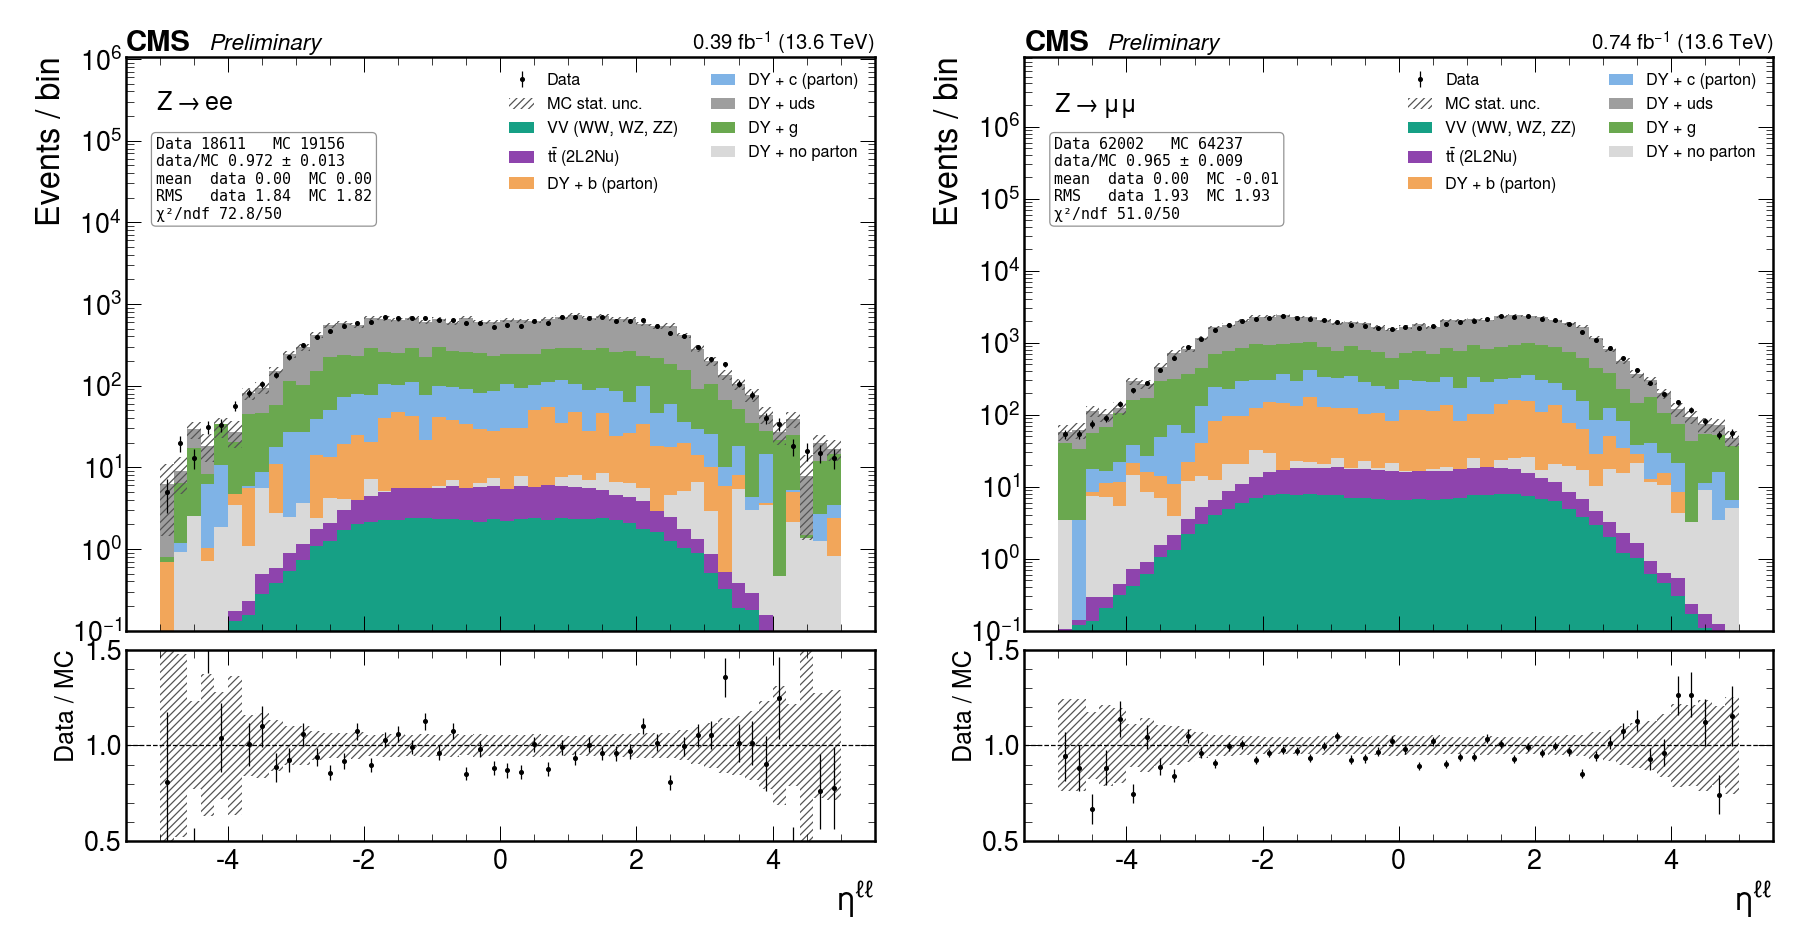 CMS Preliminary 0.39 fb⁻¹ (13.6 TeV)
Events / bin
10⁶
10⁵
10⁴
10³
10²
10¹
10⁰
10⁻¹
Z→ee
Data 18611 MC 19156
data/MC 0.972 ± 0.013
mean data 0.00 MC 0.00
RMS data 1.84 MC 1.82
χ²/ndf 72.8/50
Data
MC stat. unc.
VV (WW, WZ, ZZ)
tt̄ (2L2Nu)
DY + b (parton)
DY + c (parton)
DY + uds
DY + g
DY + no parton
Data / MC
1.5
1.0
0.5
-4 -2 0 2 4
η^ℓℓ
CMS Preliminary 0.74 fb⁻¹ (13.6 TeV)
Events / bin
10⁶
10⁵
10⁴
10³
10²
10¹
10⁰
10⁻¹
Z→μμ
Data 62002 MC 64237
data/MC 0.965 ± 0.009
mean data 0.00 MC -0.01
RMS data 1.93 MC 1.93
χ²/ndf 51.0/50
Data
MC stat. unc.
VV (WW, WZ, ZZ)
tt̄ (2L2Nu)
DY + b (parton)
DY + c (parton)
DY + uds
DY + g
DY + no parton
Data / MC
1.5
1.0
0.5
-4 -2 0 2 4
η^ℓℓ